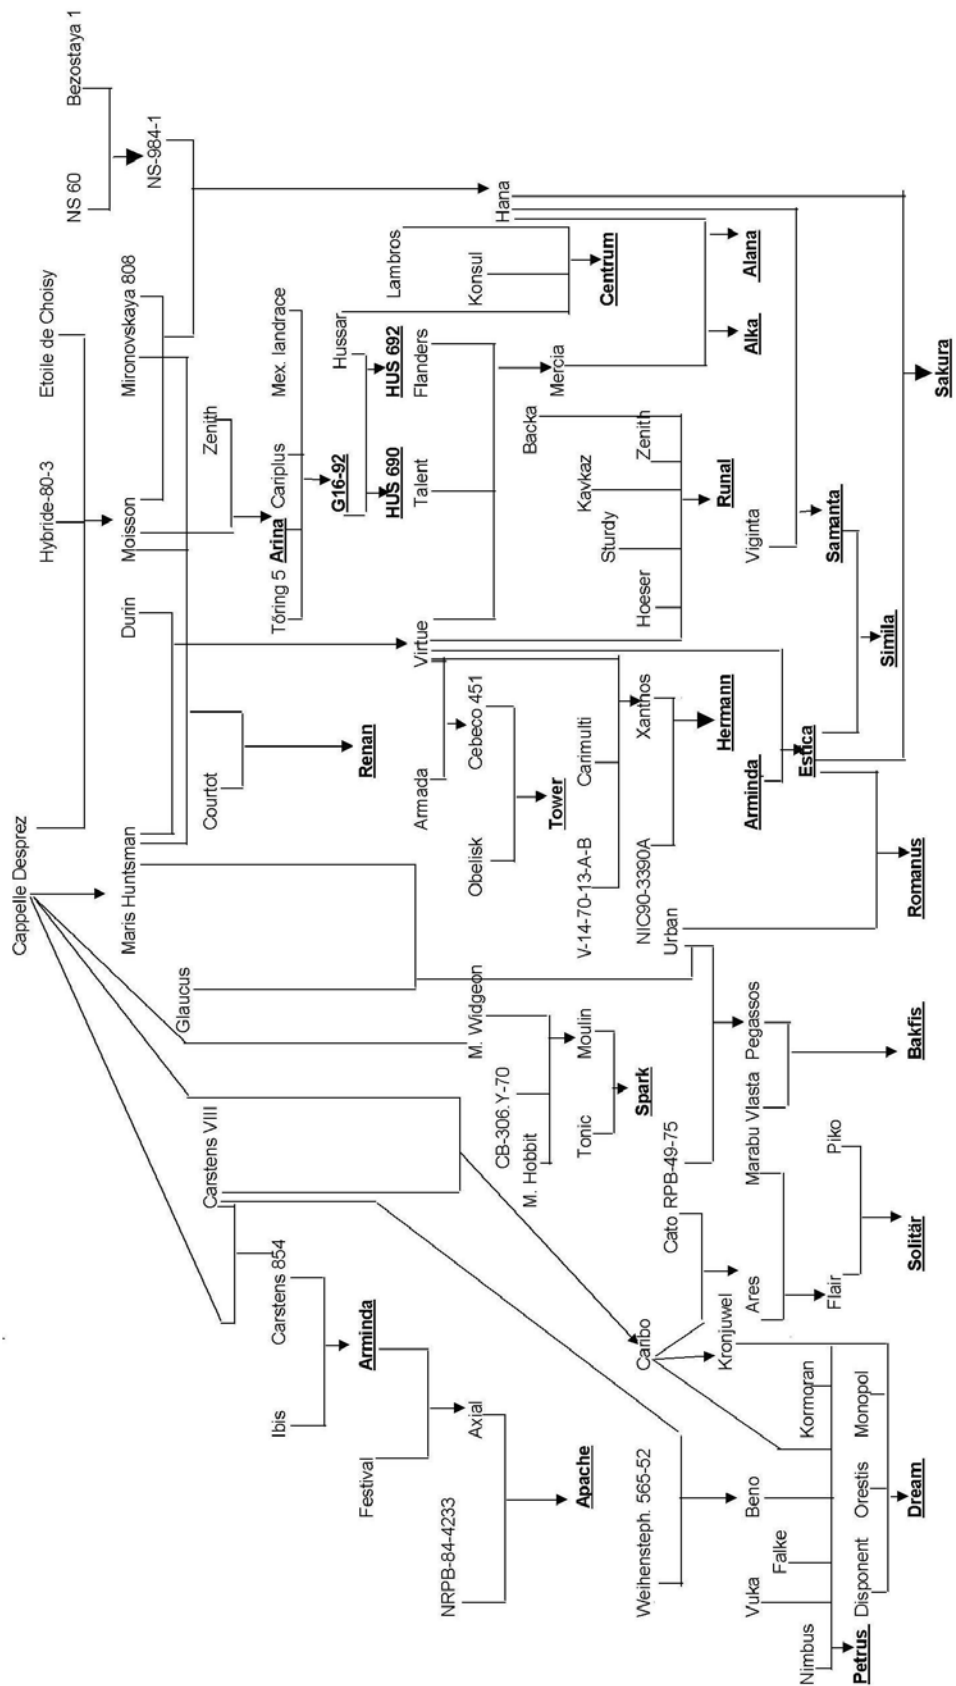 Cappelle Desprez
Hybride-80-3
Etoile de Choisy
NS 60
Bezostaya 1
Maris Huntsman
Durin
Moisson
Mironovskaya 808
NS-984-1
Carstens VIII
Glaucus
Courtot
Zenith
Ibis
Carstens 854
Töring 5
Arina
Cariplus
Mex. landrace
Festival
Arminda
Renan
G16-92
Hussar
HUS 690
HUS 692
Lambros
Armada
Virtue
Talent
Flanders
NRPB-84-4233
Axial
M. Widgeon
Obelisk
Cebeco 451
Konsul
Hana
CB-306.Y-70
M. Hobbit
Backa
Mercia
Apache
Tonic
Moulin
V-14-70-13-A-B
Tower
Carimulti
Sturdy
Kavkaz
Centrum
Weihensteph. 565-52
Caribo
Spark
NIC90-3390A
Xanthos
Hoeser
Zenith
Cato
RPB-49-75
Urban
Kronjuwel
Hermann
Runal
Vuka
Beno
Ares
Marabu
Vlasta
Pegassos
Arminda
Viginta
Alka
Alana
Falke
Nimbus
Kormoran
Estica
Flair
Piko
Samanta
Petrus
Disponent
Orestis
Monopol
Simila
Dream
Solitär
Bakfis
Romanus
Sakura